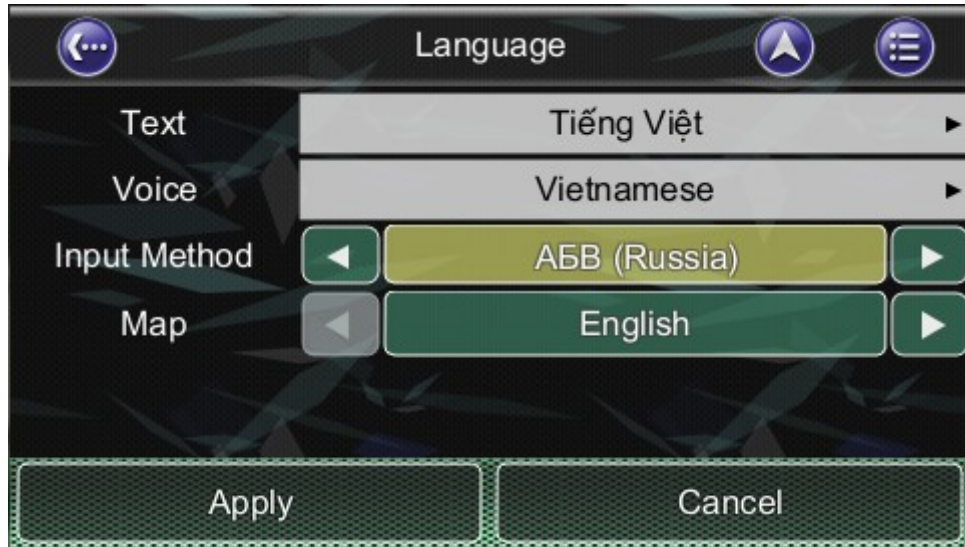 Language
Text Tiếng Việt
Voice Vietnamese
Input Method АБВ (Russia)
Map English
Apply Cancel